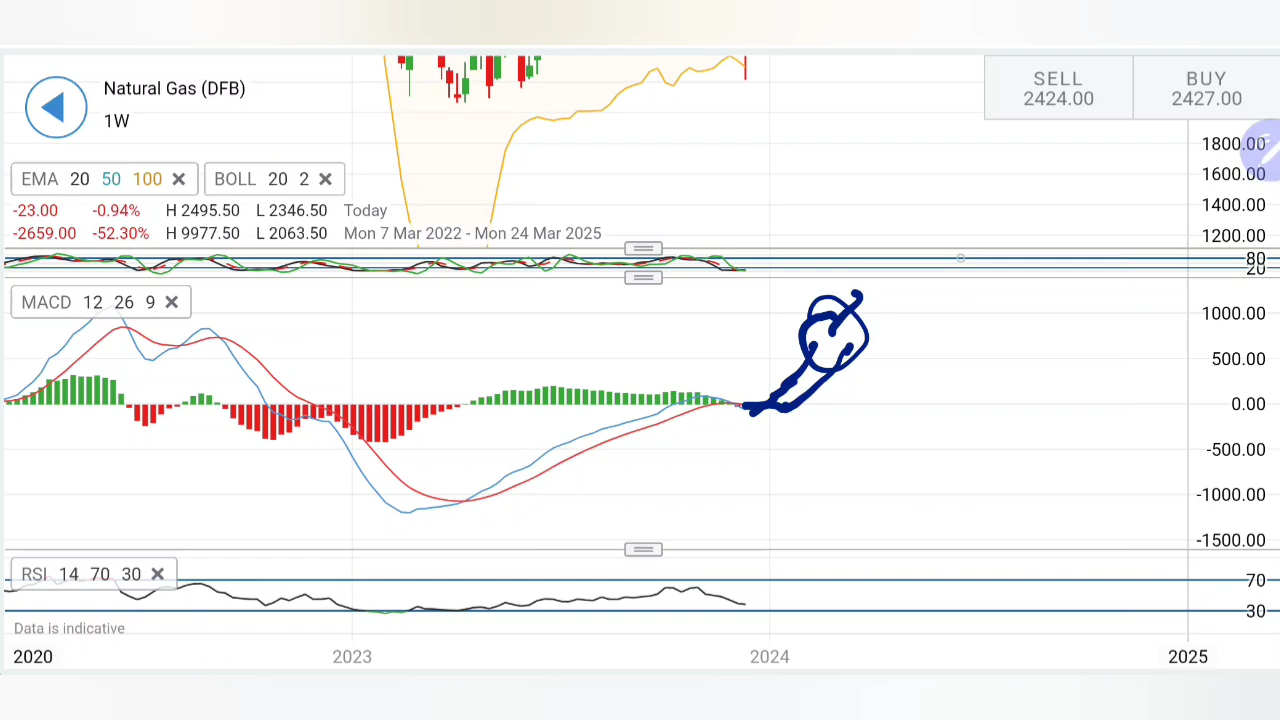 Natural Gas (DFB)
1W
SELL
2424.00
BUY
2427.00
EMA 20 50 100
BOLL 20 2
-23.00 -0.94% H 2495.50 L 2346.50 Today
-2659.00 -52.30% H 9977.50 L 2063.50 Mon 7 Mar 2022 - Mon 24 Mar 2025
1800.00
1600.00
1400.00
1200.00
80
20
MACD 12 26 9
1000.00
500.00
0.00
-500.00
-1000.00
-1500.00
RSI 14 70 30
70
30
Data is indicative
2020 2023 2024 2025